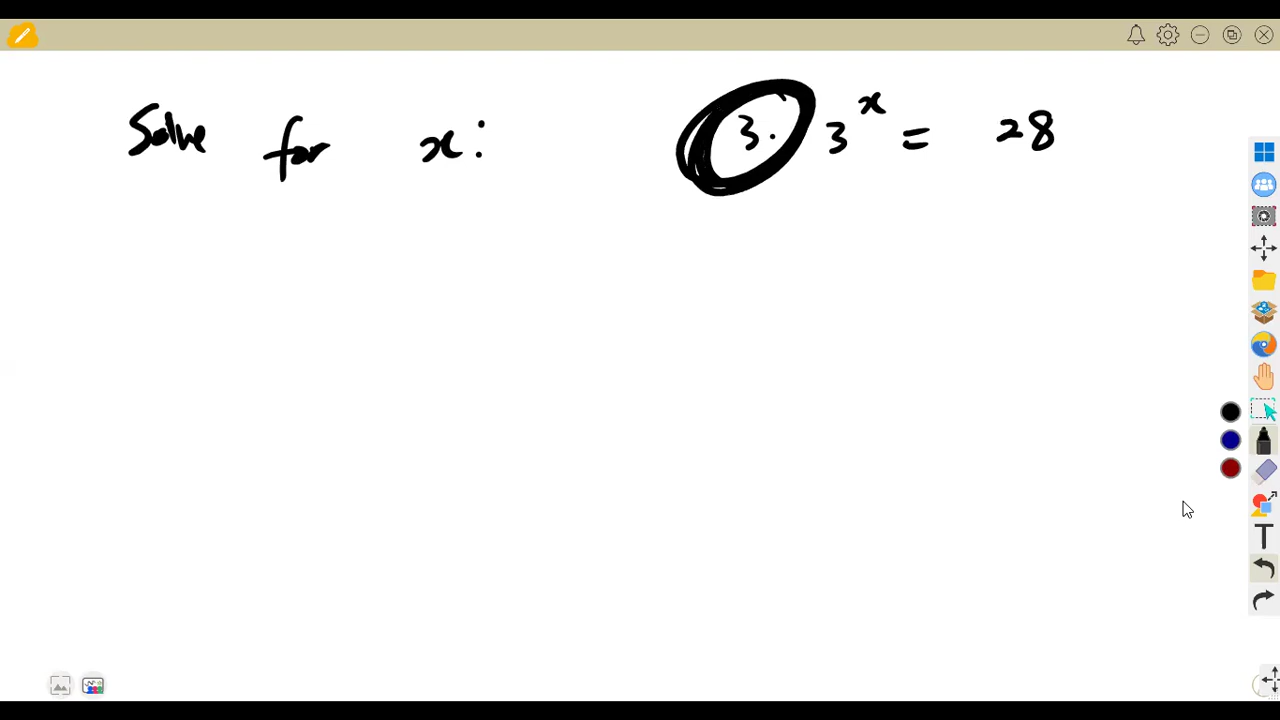 Solve for x: 3. 3^x = 28
T